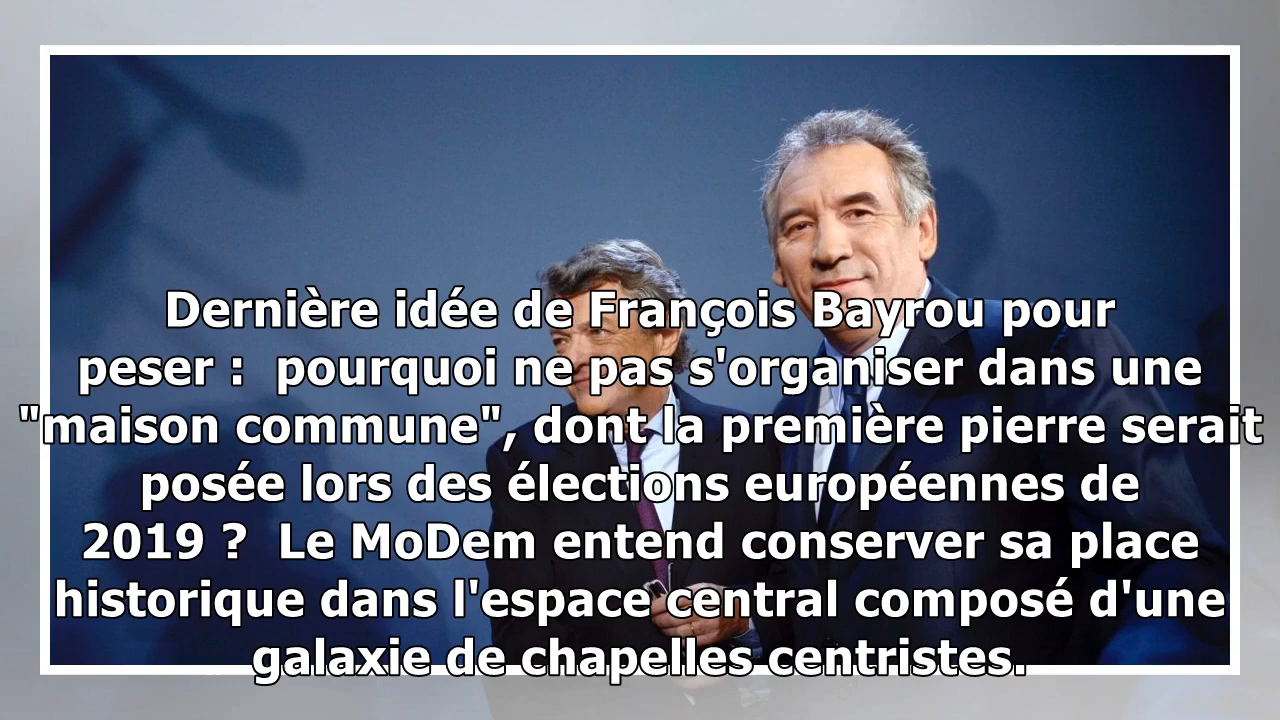 Dernière idée de François Bayrou pour
peser :  pourquoi ne pas s'organiser dans une
"maison commune", dont la première pierre serait
posée lors des élections européennes de
2019 ?  Le MoDem entend conserver sa place
historique dans l'espace central composé d'une
galaxie de chapelles centristes.